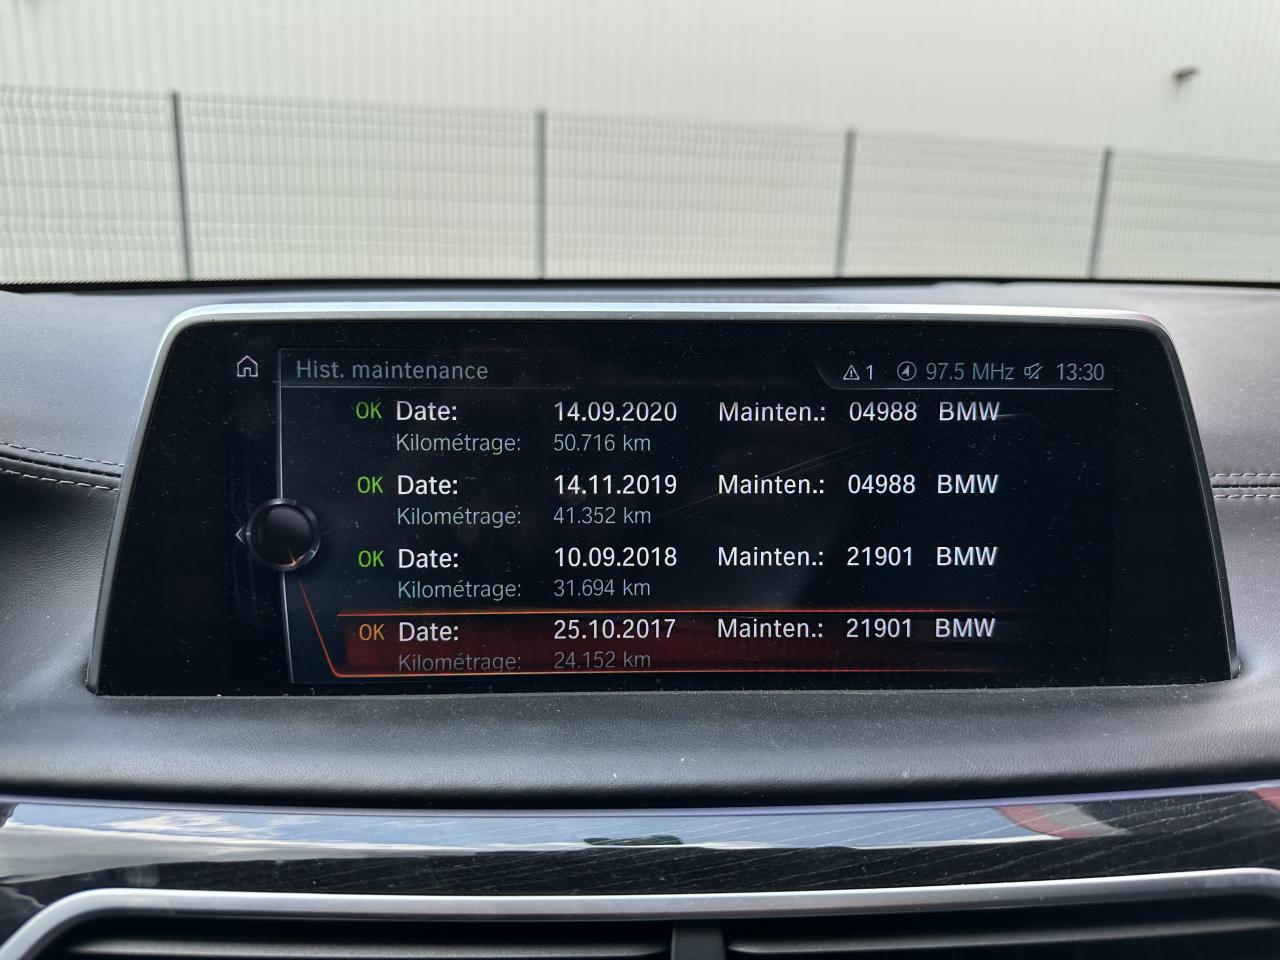 Hist. maintenance 1 97.5 MHz 13:30
OK Date: 14.09.2020 Mainten.: 04988 BMW
Kilométrage: 50.716 km
OK Date: 14.11.2019 Mainten.: 04988 BMW
Kilométrage: 41.352 km
OK Date: 10.09.2018 Mainten.: 21901 BMW
Kilométrage: 31.694 km
OK Date: 25.10.2017 Mainten.: 21901 BMW
Kilométrage: 24.152 km